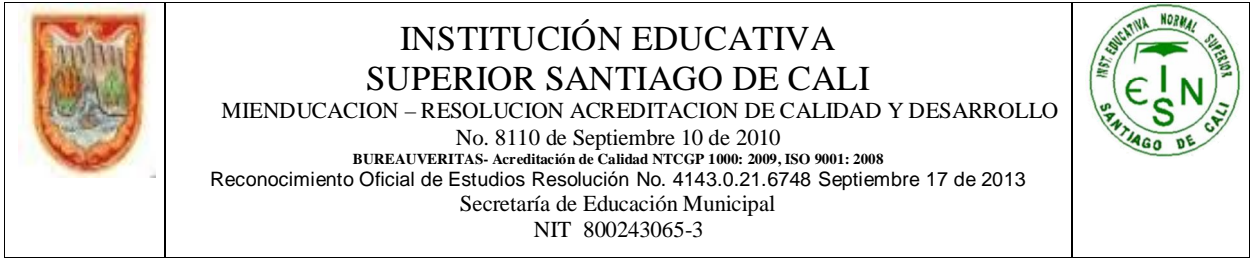 INSTITUCIÓN EDUCATIVA
SUPERIOR SANTIAGO DE CALI
MIENDUCACION – RESOLUCION ACREDITACION DE CALIDAD Y DESARROLLO
No. 8110 de Septiembre 10 de 2010
BUREAUVERITAS- Acreditación de Calidad NTCGP 1000: 2009, ISO 9001: 2008
Reconocimiento Oficial de Estudios Resolución No. 4143.0.21.6748 Septiembre 17 de 2013
Secretaría de Educación Municipal
NIT 800243065-3
INST. EDUCATIVA NORMAL SUPERIOR
EINS
SANTIAGO DE CALI